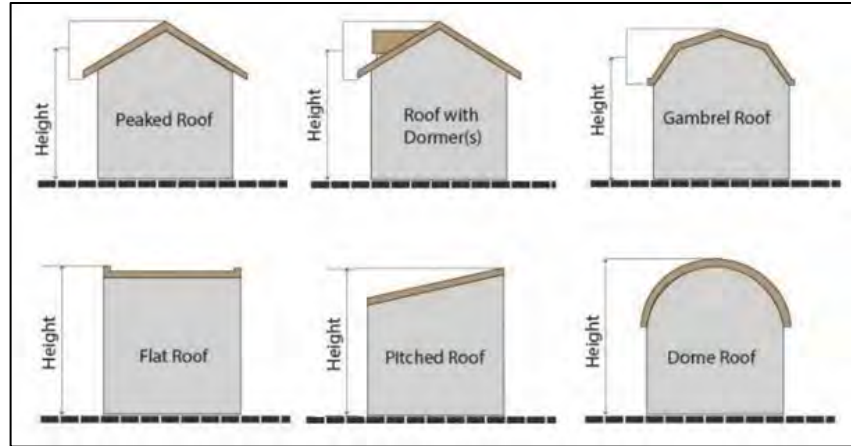 Height
Peaked Roof
Height
Roof with
Dormer(s)
Height
Gambrel Roof
Height
Flat Roof
Height
Pitched Roof
Height
Dome Roof